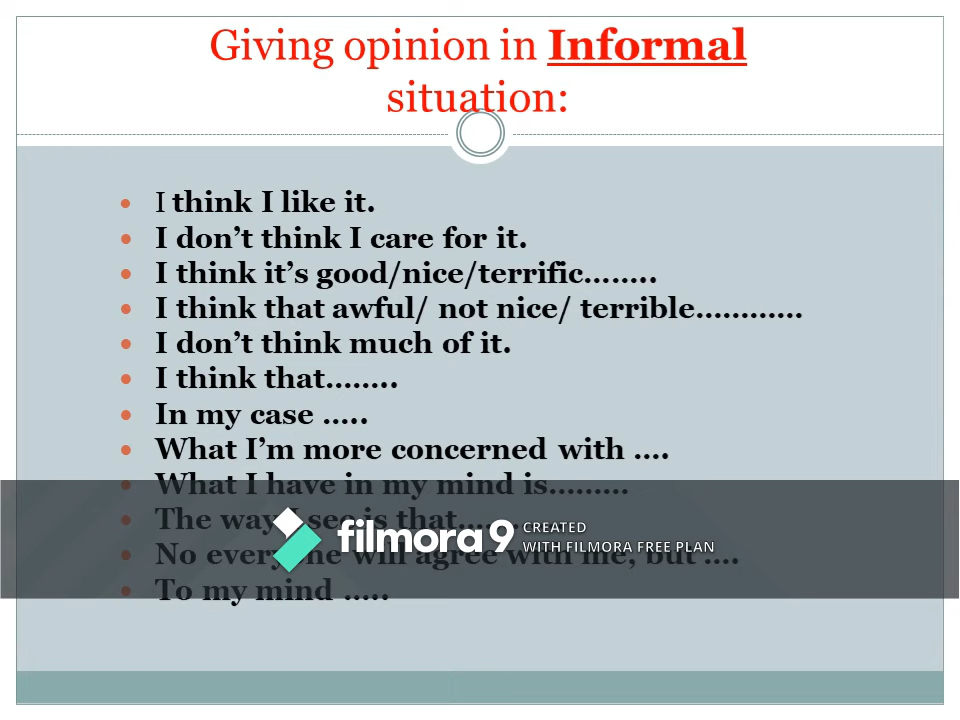 Giving opinion in Informal
situation:
I think I like it.
I don't think I care for it.
I think it's good/nice/terrific........
I think that awful/ not nice/ terrible............
I don't think much of it.
I think that........
In my case .....
What I'm more concerned with ....
What I have in my mind is.........
The way I see is that........
No everyone will agree with me, but ....
To my mind .....
filmora9
CREATED
WITH FILMORA FREE PLAN